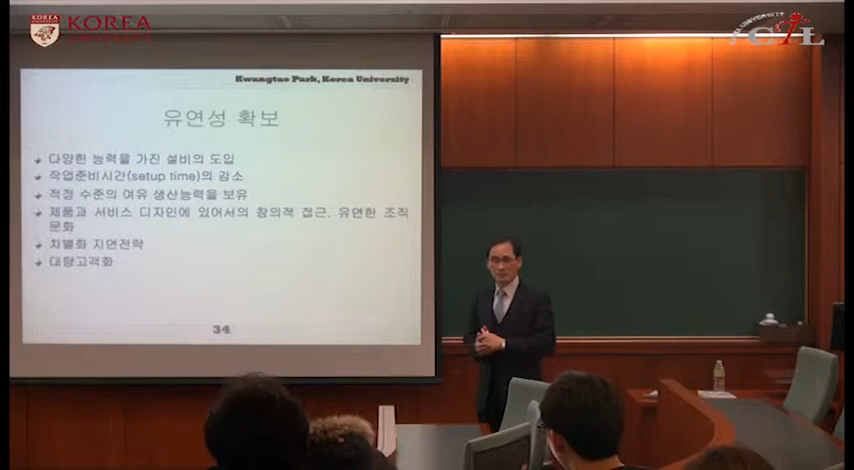 KOREA
Kwangtae Park, Korea University
유연성 확보
다양한 능력을 가진 설비의 도입
작업준비시간(setup time)의 감소
적정 수준의 여유 생산능력을 보유
제품과 서비스 디자인에 있어서의 창의적 접근. 유연한 조직
문화
차별화 지연전략
대량고객화
34